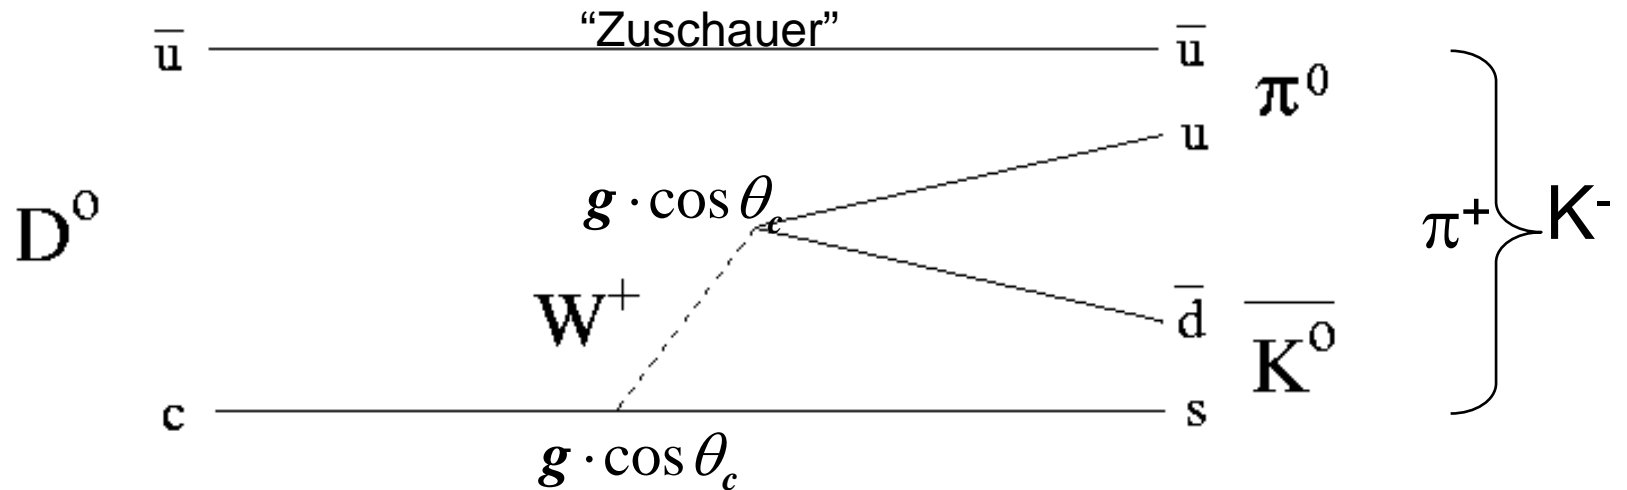 “Zuschauer”
u̅ u̅
π⁰
u
g · cos θ_c
D⁰ π⁺ K⁻
W⁺ d̅ K̅⁰
c s
g · cos θ_c